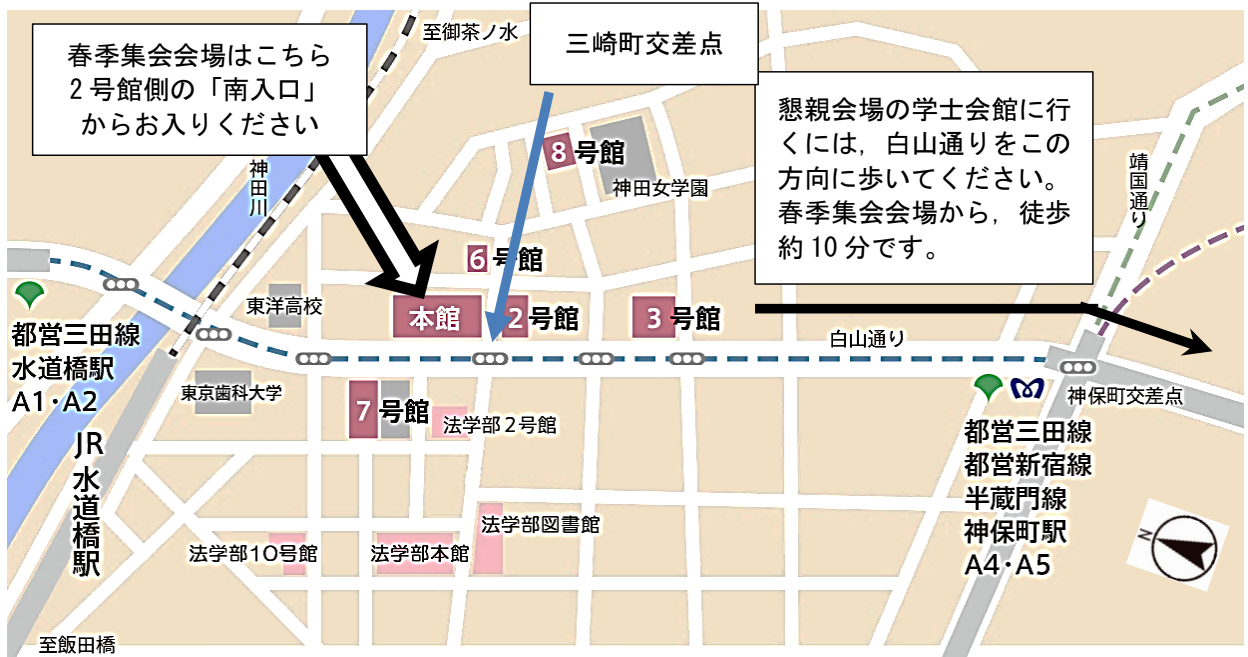 春季集会会場はこちら
2号館側の「南入口」
からお入りください
至御茶ノ水
三崎町交差点
懇親会場の学士会館に行
くには，白山通りをこの
方向に歩いてください。
春季集会会場から，徒歩
約10分です。
神田川
8号館
神田女学園
靖国通り
6号館
東洋高校
本館
2号館
3号館
白山通り
都営三田線
水道橋駅
A1・A2
東京歯科大学
7号館
法学部2号館
神保町交差点
JR水道橋駅
都営三田線
都営新宿線
半蔵門線
神保町駅
A4・A5
法学部図書館
法学部10号館
法学部本館
N
至飯田橋